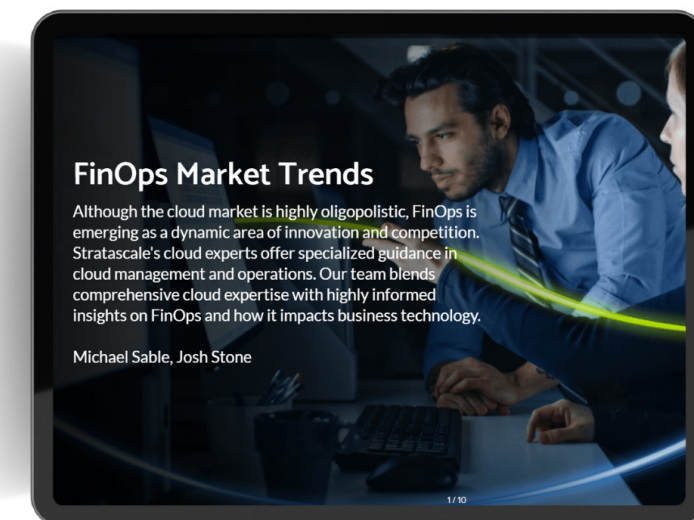 FinOps Market Trends
Although the cloud market is highly oligopolistic, FinOps is
emerging as a dynamic area of innovation and competition.
Stratascale's cloud experts offer specialized guidance in
cloud management and operations. Our team blends
comprehensive cloud expertise with highly informed
insights on FinOps and how it impacts business technology.
Michael Sable, Josh Stone
1 / 10